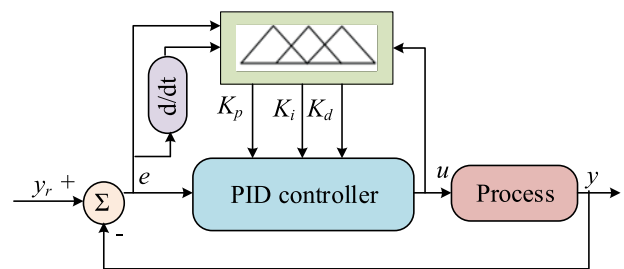 d/dt
K_p K_i K_d
y_r + Σ e PID controller u Process y
-